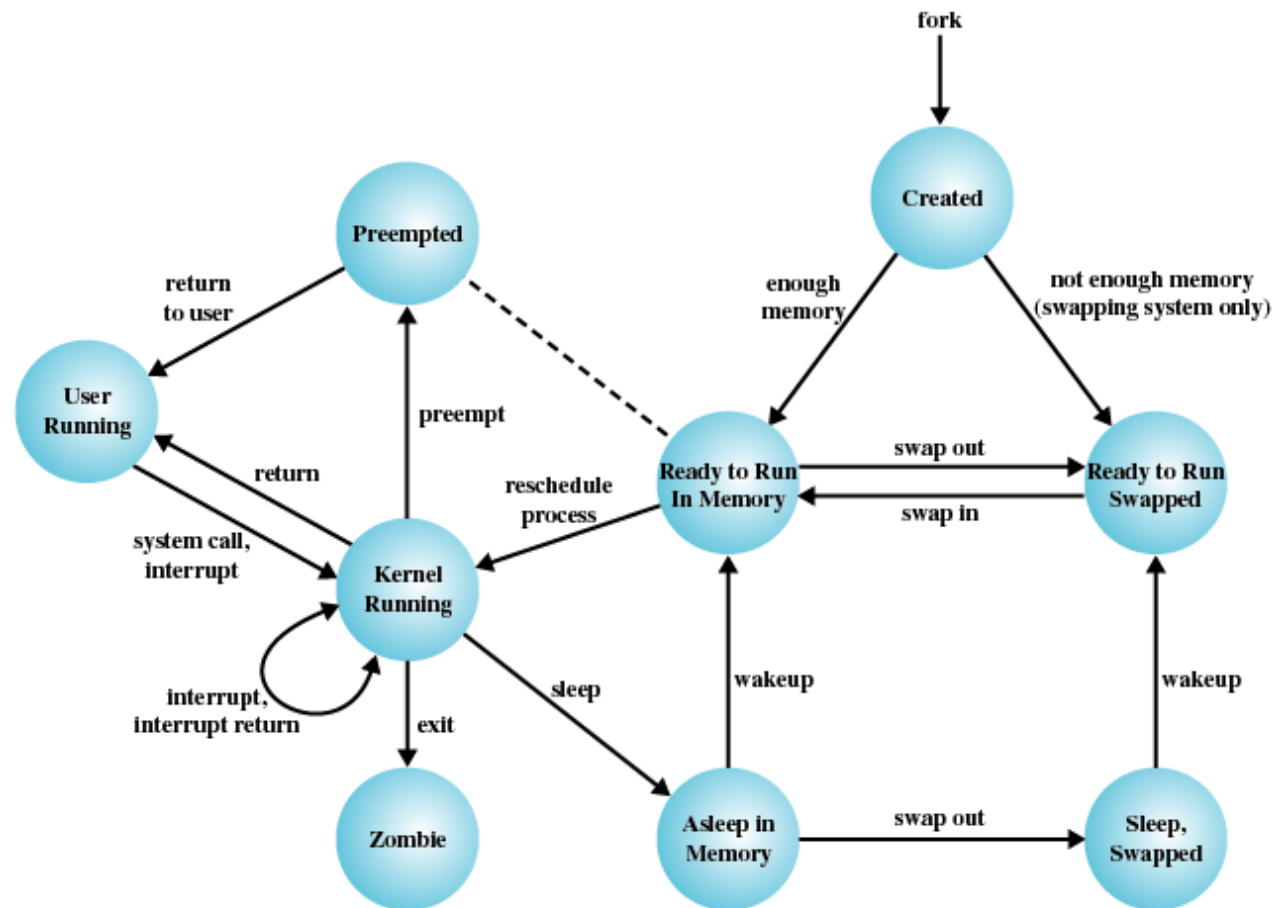 fork
Created
Preempted
return
to user
enough
memory
not enough memory
(swapping system only)
User
Running
preempt
return
reschedule
process
Ready to Run
In Memory
swap out
swap in
Ready to Run
Swapped
system call,
interrupt
Kernel
Running
interrupt,
interrupt return
sleep
exit
wakeup
wakeup
Zombie
Asleep in
Memory
swap out
Sleep,
Swapped